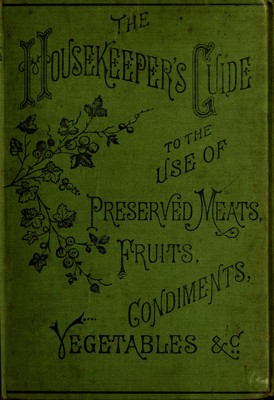 THE
HOUSEKEEPER'S GUIDE
TO THE
USE OF
PRESERVED MEATS,
FRUITS,
CONDIMENTS,
VEGETABLES &C.